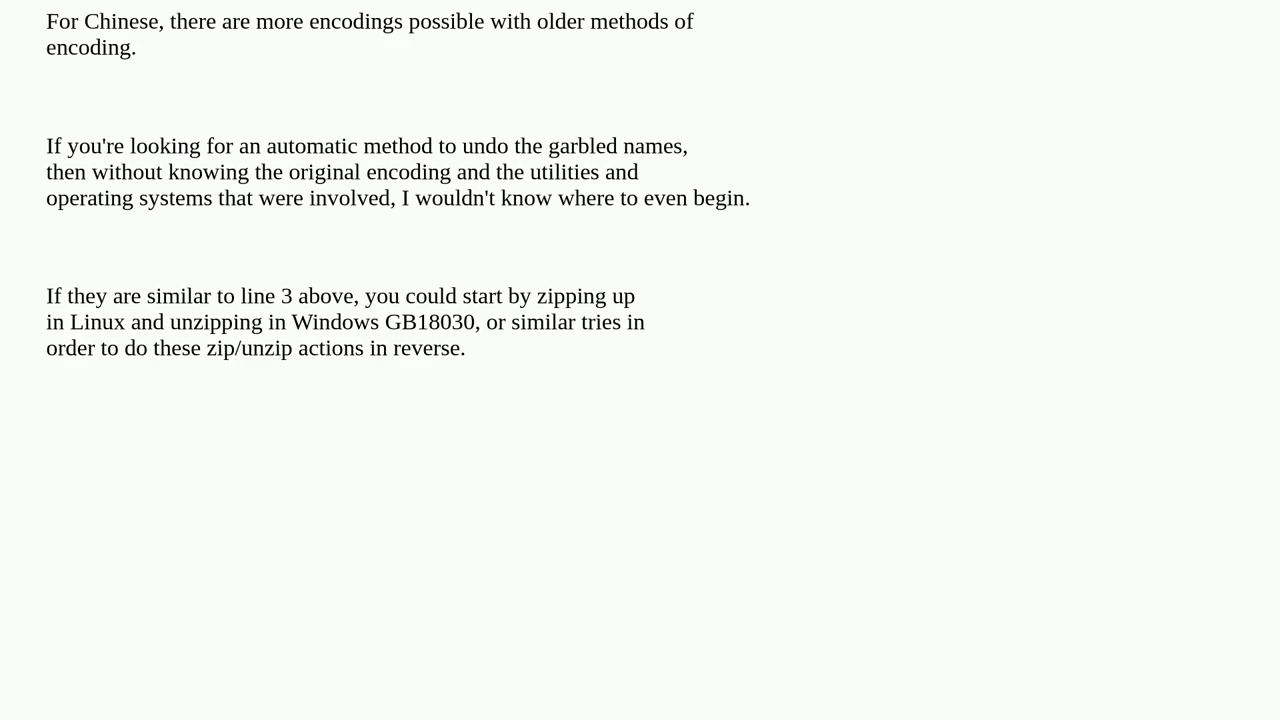 For Chinese, there are more encodings possible with older methods of
encoding.
If you're looking for an automatic method to undo the garbled names,
then without knowing the original encoding and the utilities and
operating systems that were involved, I wouldn't know where to even begin.
If they are similar to line 3 above, you could start by zipping up
in Linux and unzipping in Windows GB18030, or similar tries in
order to do these zip/unzip actions in reverse.